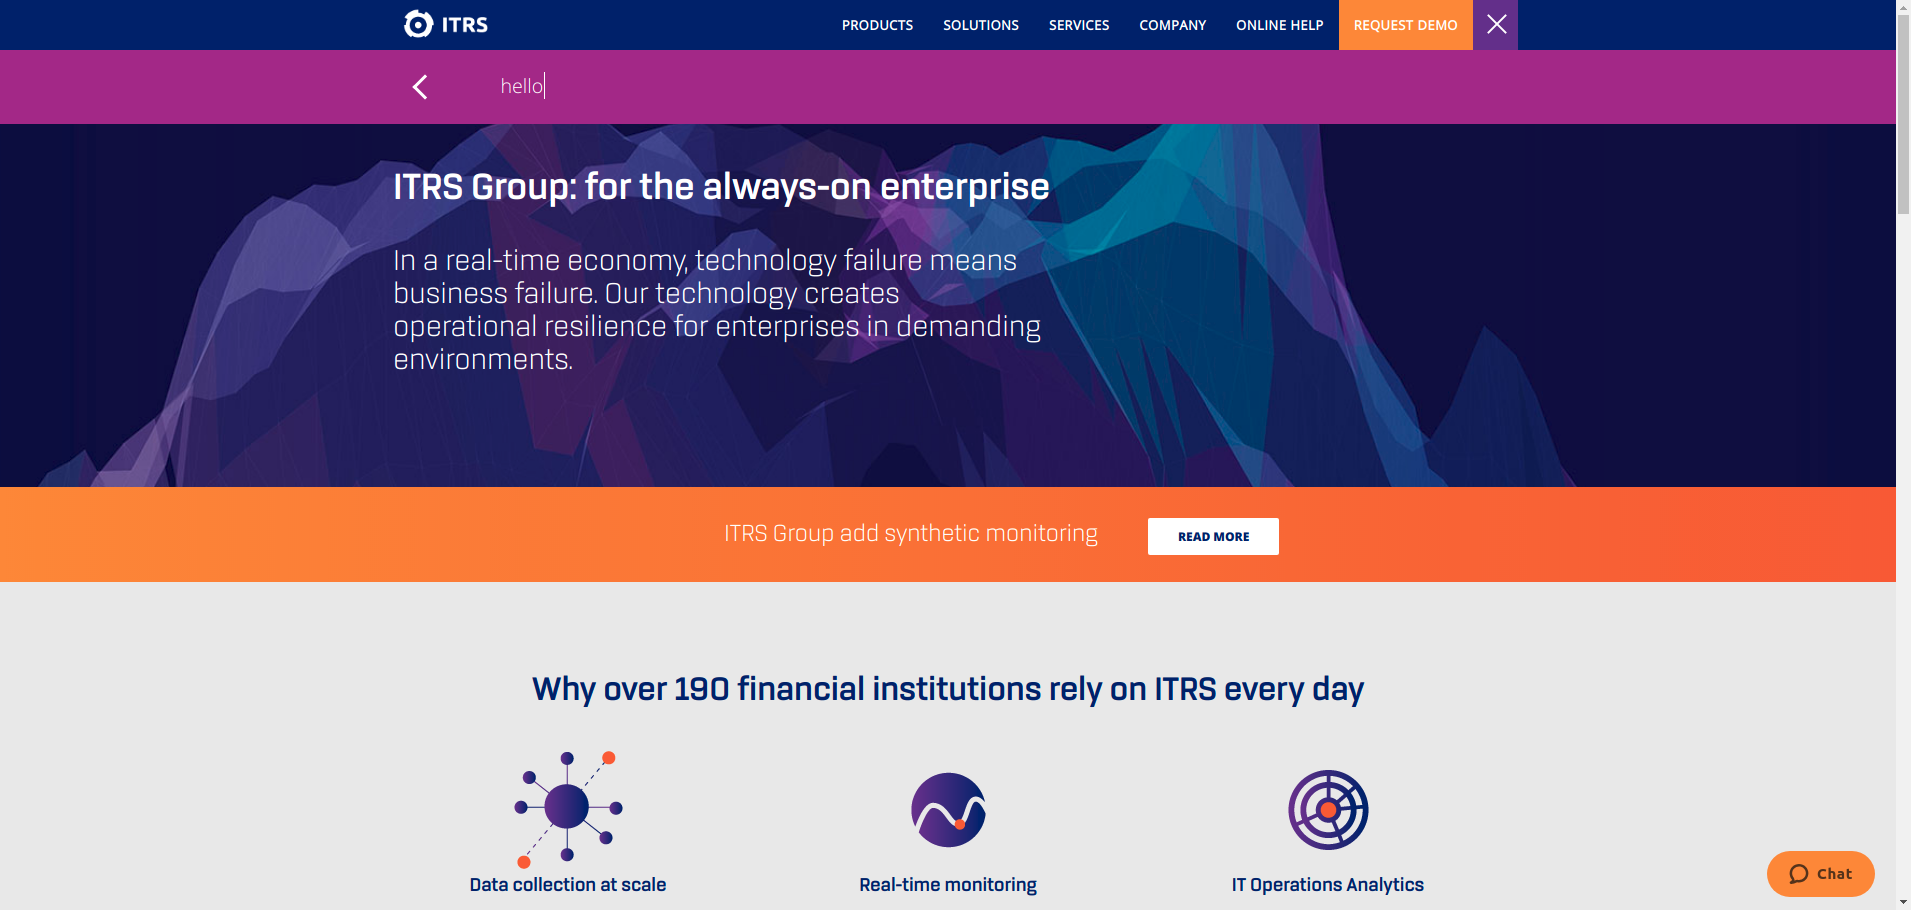 ITRS
PRODUCTS SOLUTIONS SERVICES COMPANY ONLINE HELP REQUEST DEMO
hello
ITRS Group: for the always-on enterprise
In a real-time economy, technology failure means
business failure. Our technology creates
operational resilience for enterprises in demanding
environments.
ITRS Group add synthetic monitoring READ MORE
Why over 190 financial institutions rely on ITRS every day
Data collection at scale Real-time monitoring IT Operations Analytics
Chat